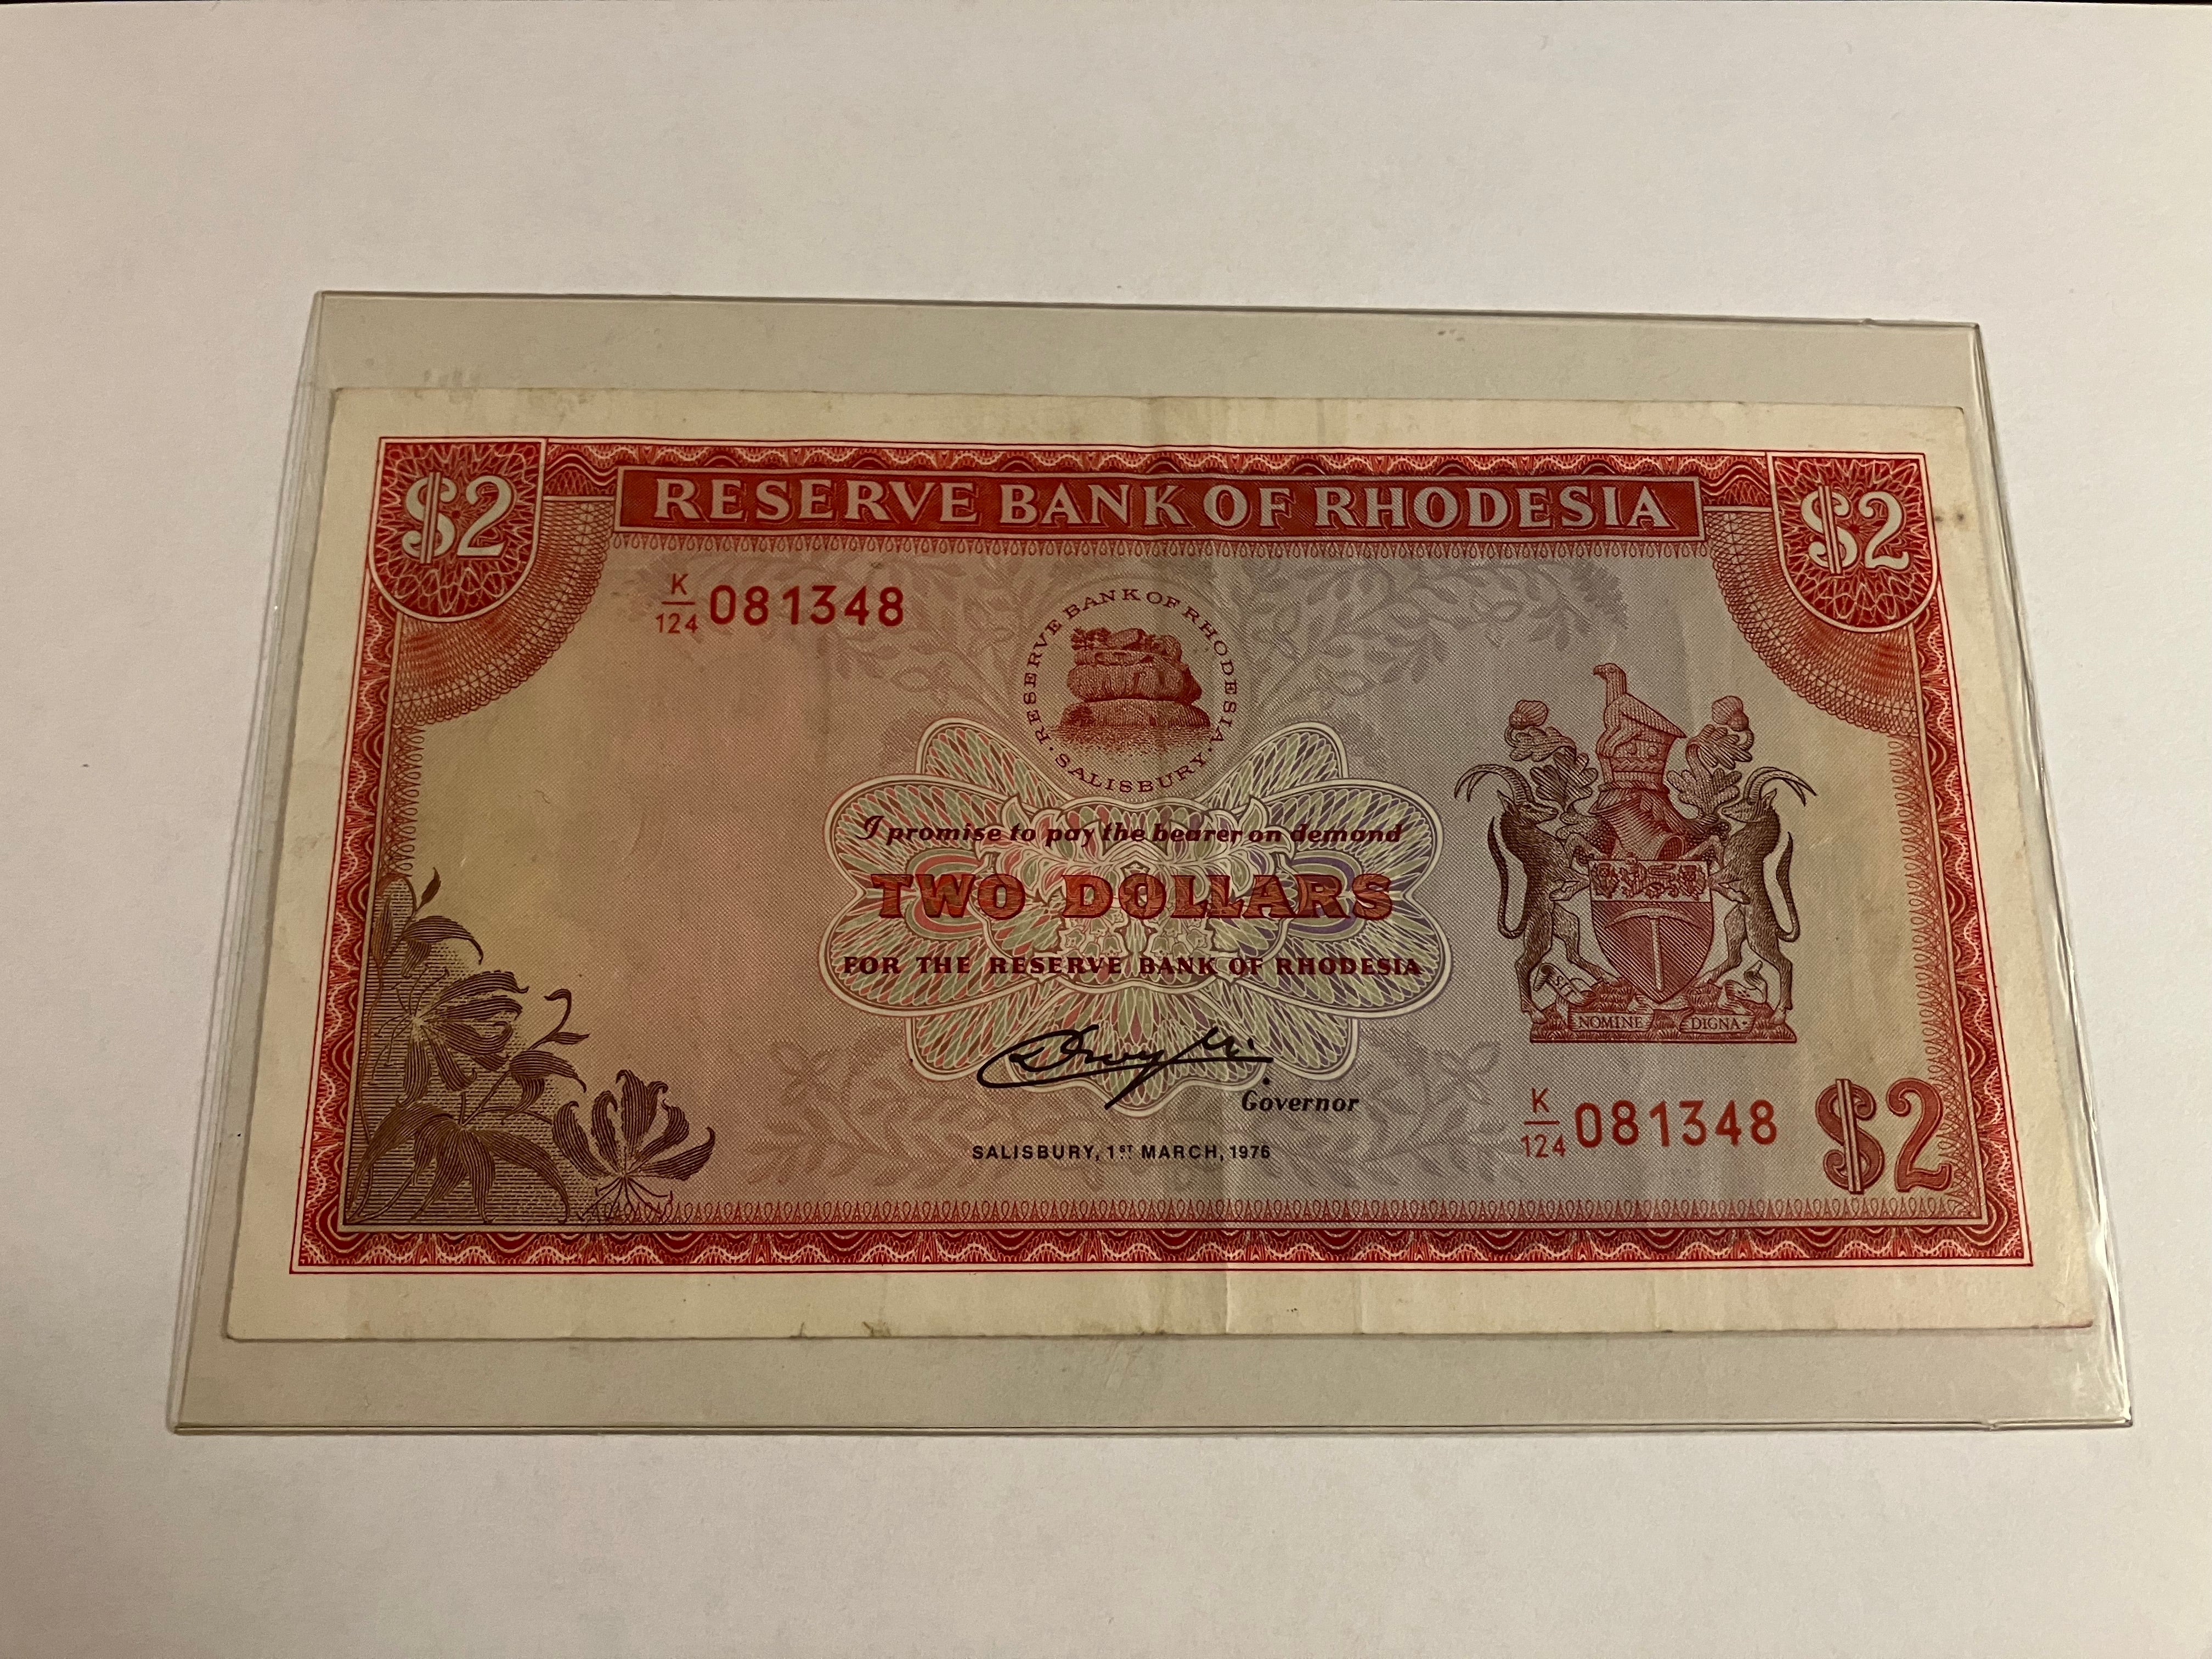 $2
RESERVE BANK OF RHODESIA
$2
K/124 081348
RESERVE BANK OF RHODESIA
· SALISBURY ·
I promise to pay the bearer on demand
TWO DOLLARS
FOR THE RESERVE BANK OF RHODESIA
SIT
NOMINE DIGNA
Governor
K/124 081348
$2
SALISBURY, 1ST MARCH, 1976